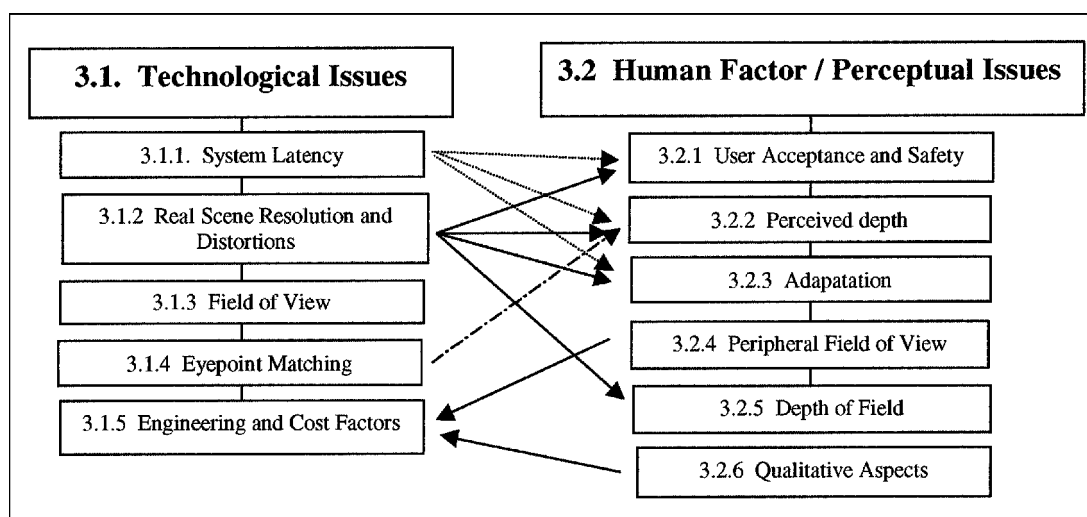 3.1. Technological Issues
3.1.1. System Latency
3.1.2 Real Scene Resolution and
Distortions
3.1.3 Field of View
3.1.4 Eyepoint Matching
3.1.5 Engineering and Cost Factors
3.2 Human Factor / Perceptual Issues
3.2.1 User Acceptance and Safety
3.2.2 Perceived depth
3.2.3 Adapatation
3.2.4 Peripheral Field of View
3.2.5 Depth of Field
3.2.6 Qualitative Aspects